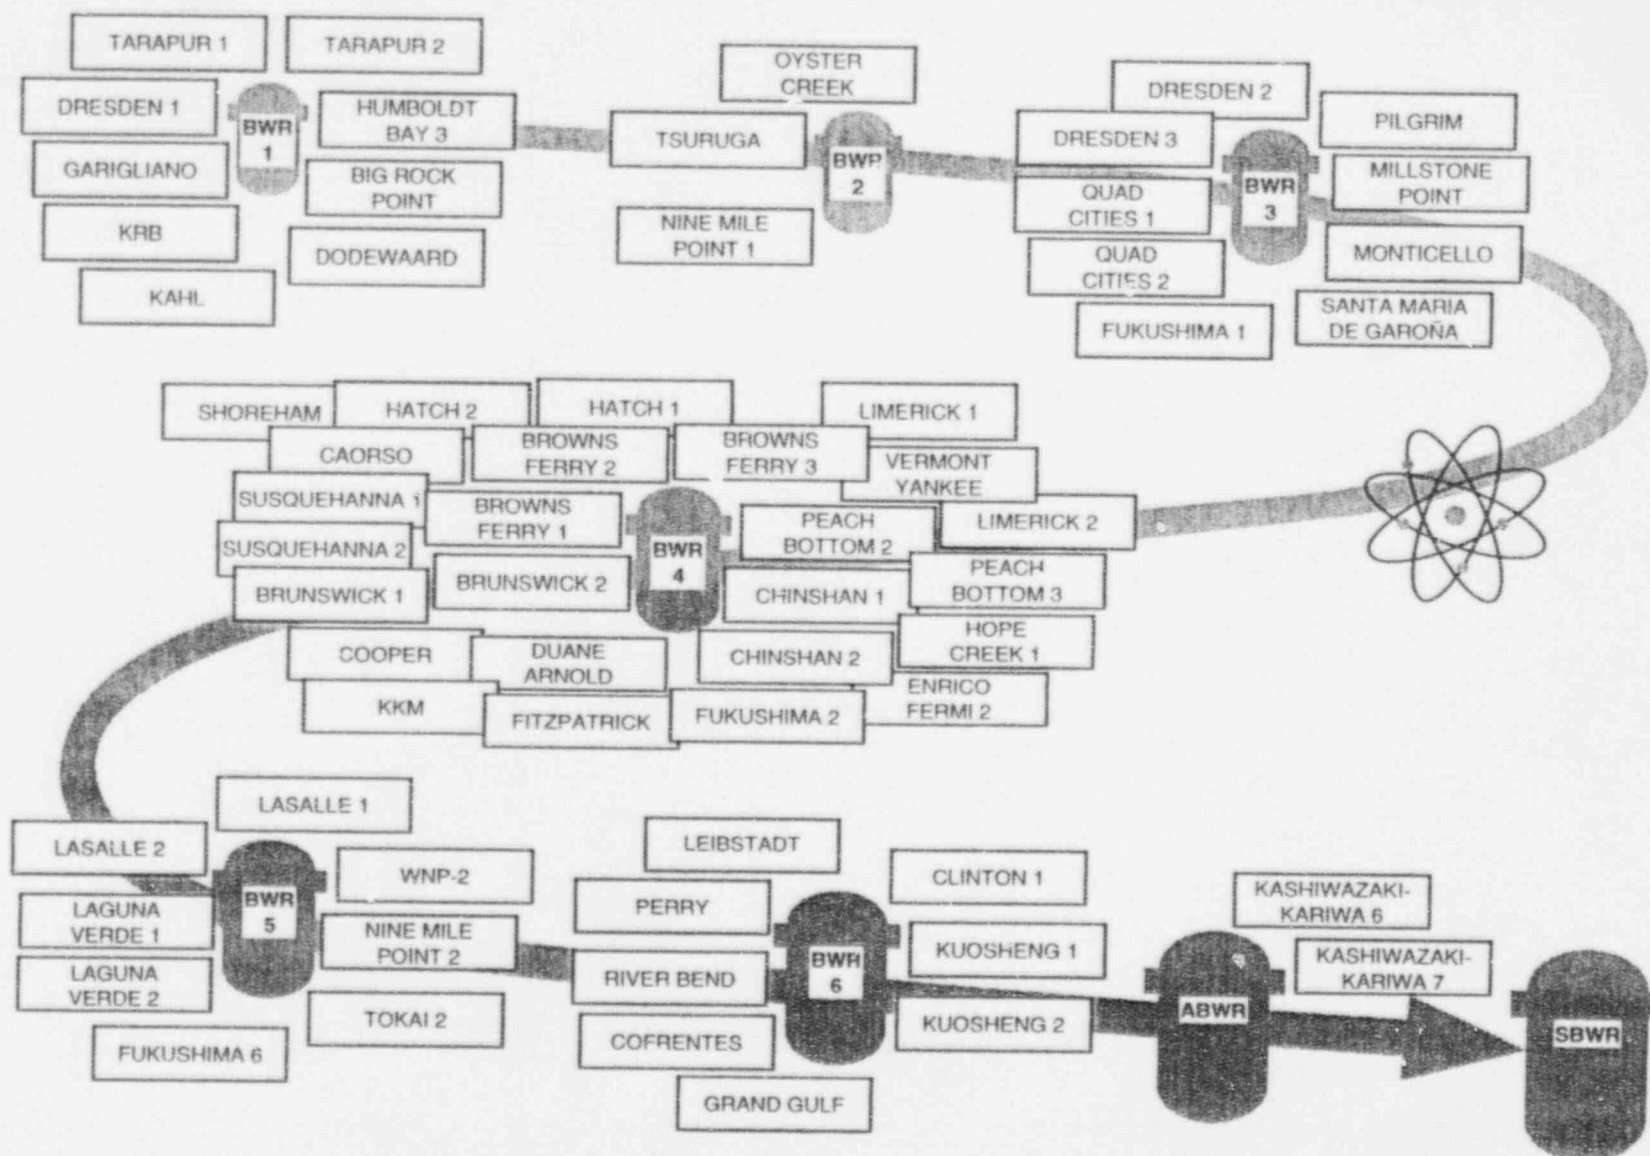 TARAPUR 1
TARAPUR 2
DRESDEN 1
HUMBOLDT
BAY 3
GARIGLIANO
BIG ROCK
POINT
KRB
DODEWAARD
KAHL
BWR
1
OYSTER
CREEK
TSURUGA
NINE MILE
POINT 1
BWR
2
DRESDEN 2
DRESDEN 3
PILGRIM
QUAD
CITIES 1
MILLSTONE
POINT
QUAD
CITIES 2
MONTICELLO
FUKUSHIMA 1
SANTA MARIA
DE GAROÑA
BWR
3
SHOREHAM
HATCH 2
HATCH 1
LIMERICK 1
CAORSO
BROWNS
FERRY 2
BROWNS
FERRY 3
VERMONT
YANKEE
SUSQUEHANNA 1
BROWNS
FERRY 1
PEACH
BOTTOM 2
LIMERICK 2
SUSQUEHANNA 2
BWR
4
BRUNSWICK 1
BRUNSWICK 2
CHINSHAN 1
PEACH
BOTTOM 3
COOPER
DUANE
ARNOLD
CHINSHAN 2
HOPE
CREEK 1
KKM
FITZPATRICK
FUKUSHIMA 2
ENRICO
FERMI 2
LASALLE 1
LASALLE 2
WNP-2
BWR
5
LAGUNA
VERDE 1
NINE MILE
POINT 2
LAGUNA
VERDE 2
TOKAI 2
FUKUSHIMA 6
LEIBSTADT
PERRY
CLINTON 1
BWR
6
RIVER BEND
KUOSHENG 1
COFRENTES
KUOSHENG 2
GRAND GULF
KASHIWAZAKI-
KARIWA 6
KASHIWAZAKI-
KARIWA 7
ABWR
SBWR